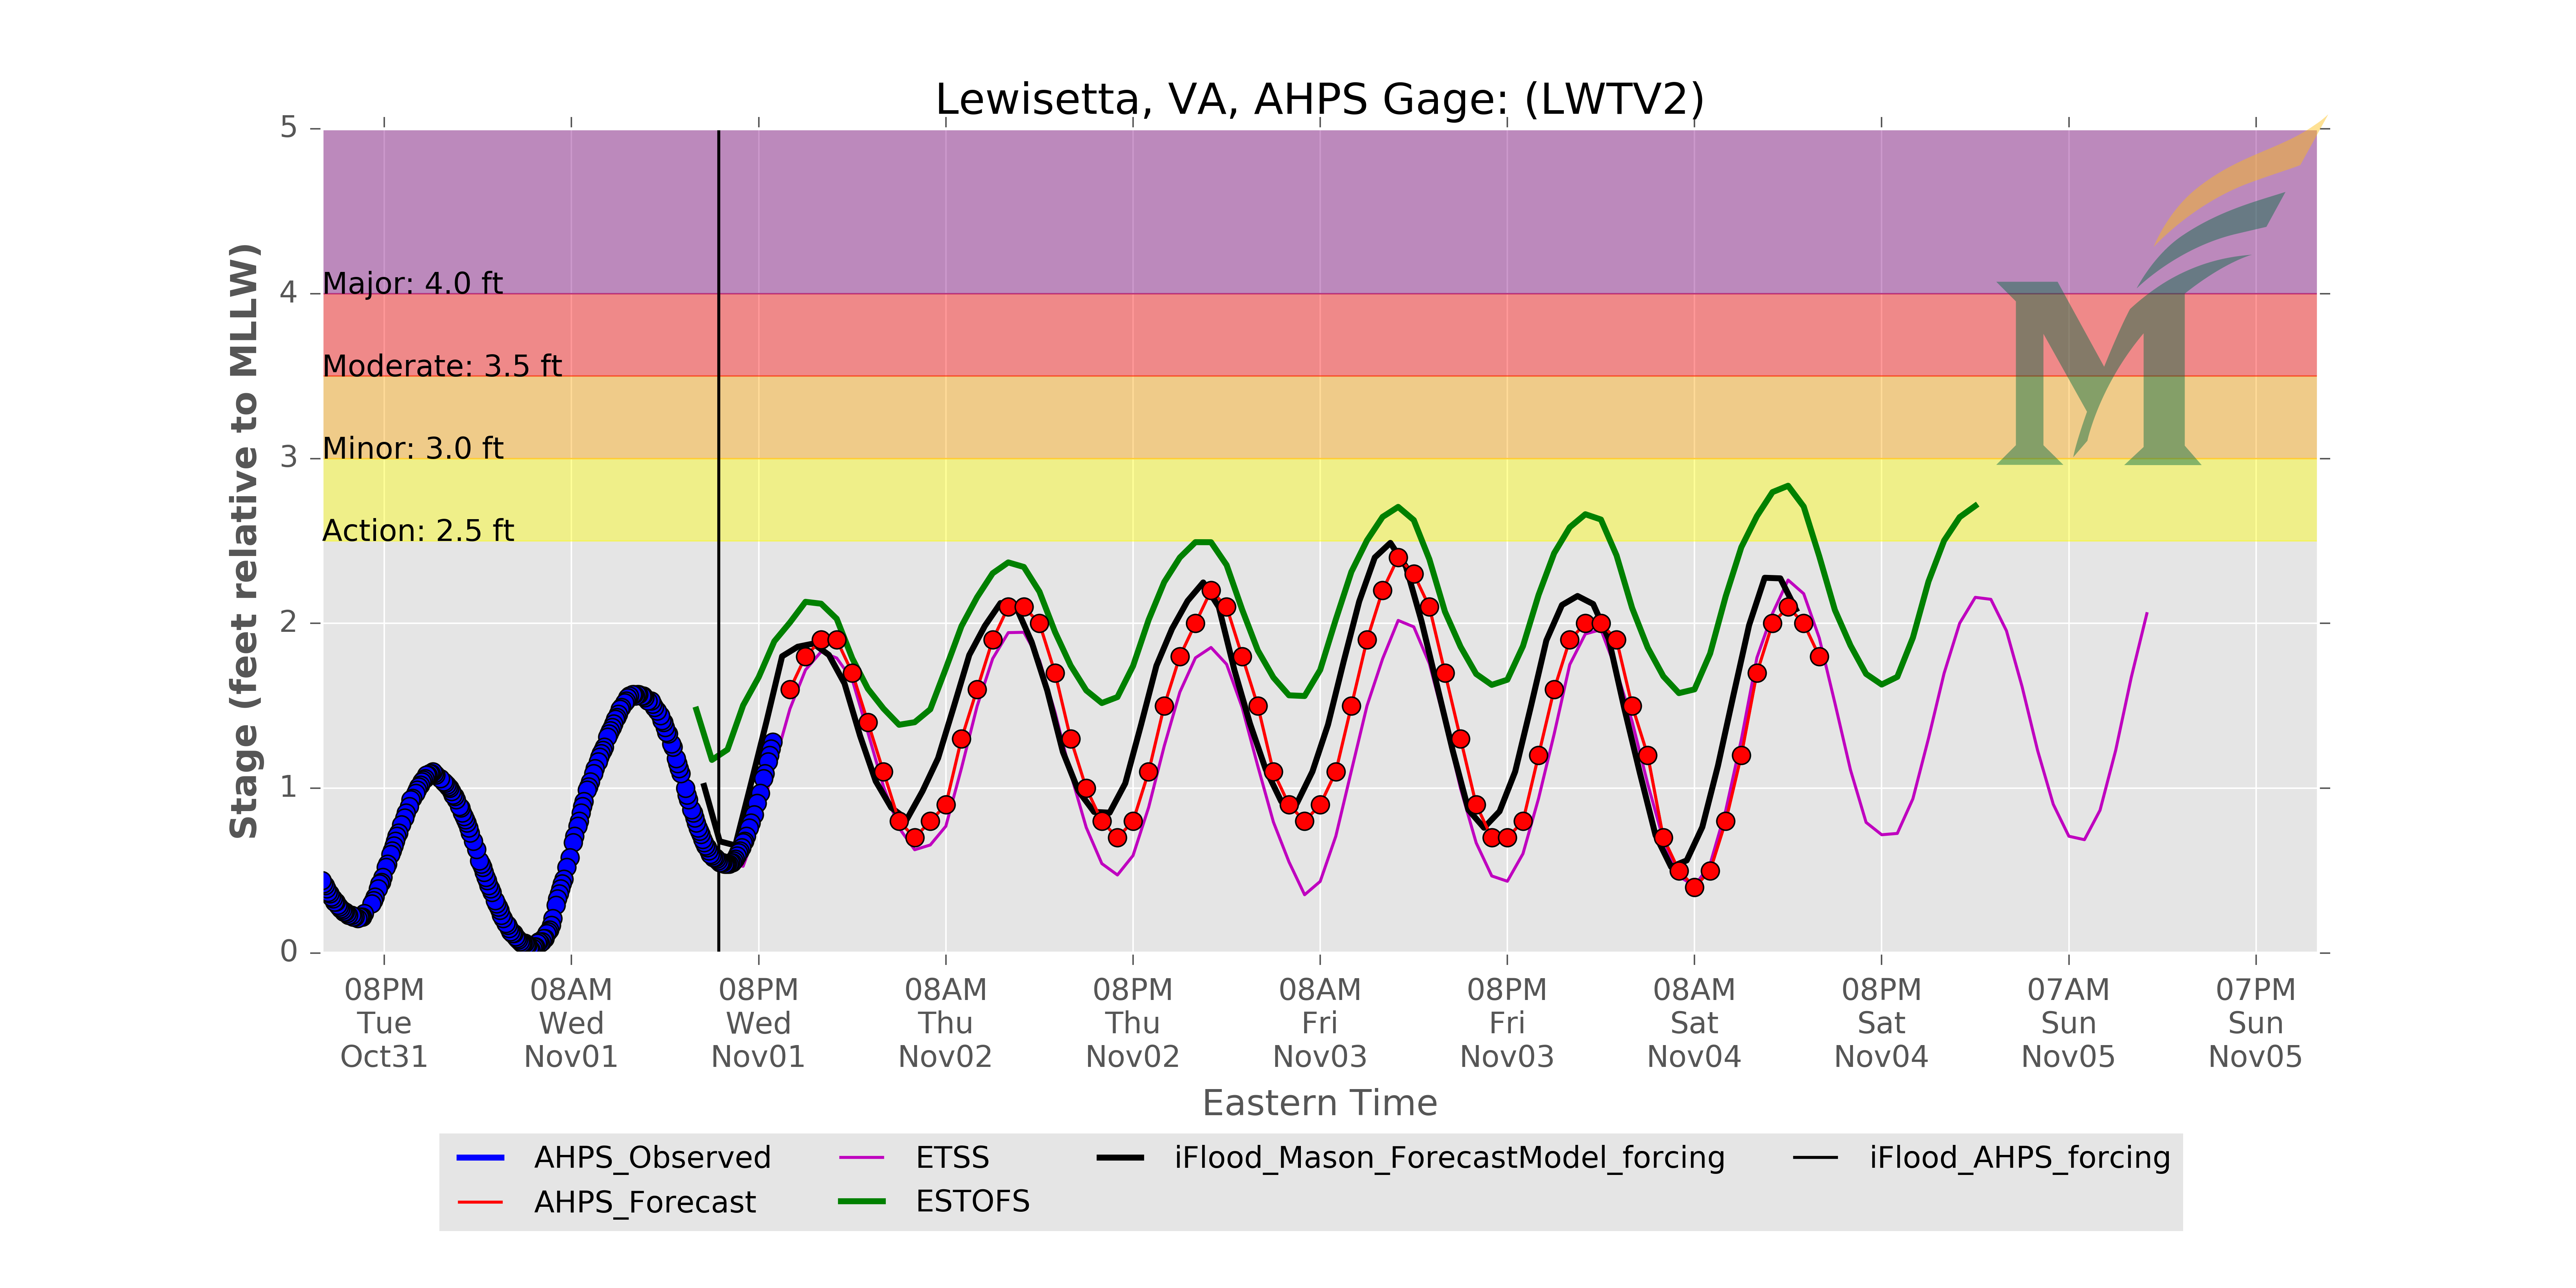 Lewisetta, VA, AHPS Gage: (LWTV2)
Stage (feet relative to MLLW)
5
4
3
2
1
0
Major: 4.0 ft
Moderate: 3.5 ft
Minor: 3.0 ft
Action: 2.5 ft
08PM 08AM 08PM 08AM 08PM 08AM 08PM 08AM 08PM 07AM 07PM
Tue Wed Wed Thu Thu Fri Fri Sat Sat Sun Sun
Oct31 Nov01 Nov01 Nov02 Nov02 Nov03 Nov03 Nov04 Nov04 Nov05 Nov05
Eastern Time
AHPS_Observed ETSS iFlood_Mason_ForecastModel_forcing iFlood_AHPS_forcing
AHPS_Forecast ESTOFS